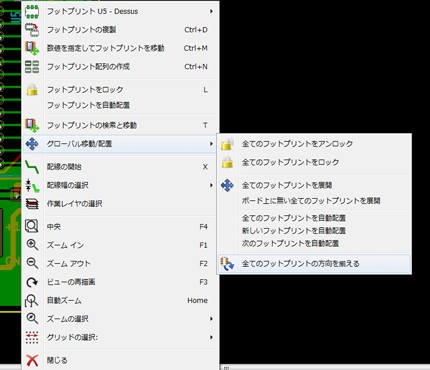 フットプリント U5 - Dessus
フットプリントの複製 Ctrl+D
数値を指定してフットプリントを移動 Ctrl+M
フットプリント配列の作成 Ctrl+N
フットプリントをロック L
フットプリントを自動配置
フットプリントの検索と移動 T
グローバル移動/配置
配線の開始 X
配線幅の選択
作業レイヤの選択
中央 F4
ズーム イン F1
ズーム アウト F2
ビューの再描画 F3
自動ズーム Home
ズームの選択
グリッドの選択:
閉じる
全てのフットプリントをアンロック
全てのフットプリントをロック
全てのフットプリントを展開
ボード上に無い全てのフットプリントを展開
全てのフットプリントを自動配置
新しいフットプリントを自動配置
次のフットプリントを自動配置
全てのフットプリントの方向を揃える